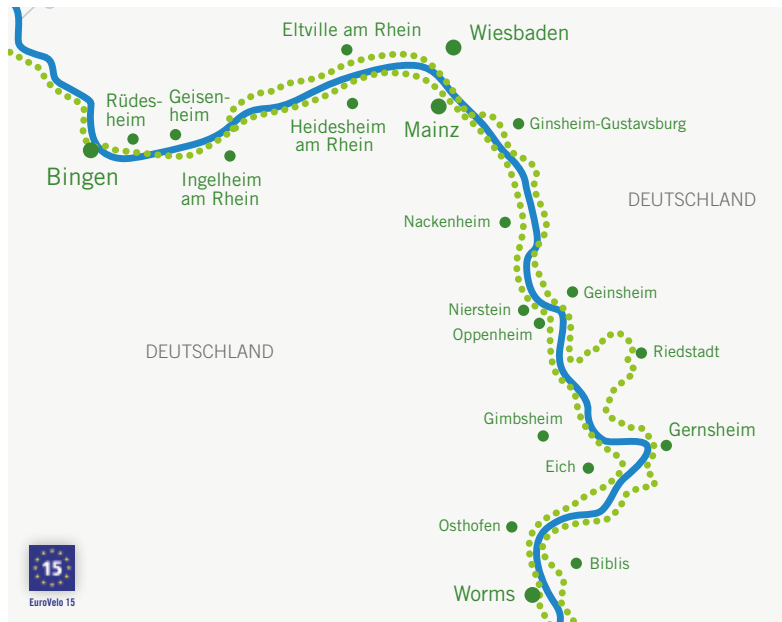 Eltville am Rhein
Wiesbaden
Rüdes-
heim
Geisen-
heim
Heidesheim
am Rhein
Mainz
Ginsheim-Gustavsburg
Bingen
Ingelheim
am Rhein
DEUTSCHLAND
Nackenheim
Geinsheim
Nierstein
Oppenheim
DEUTSCHLAND
Riedstadt
Gimbsheim
Gernsheim
Eich
Osthofen
Biblis
Worms
15
EuroVelo 15